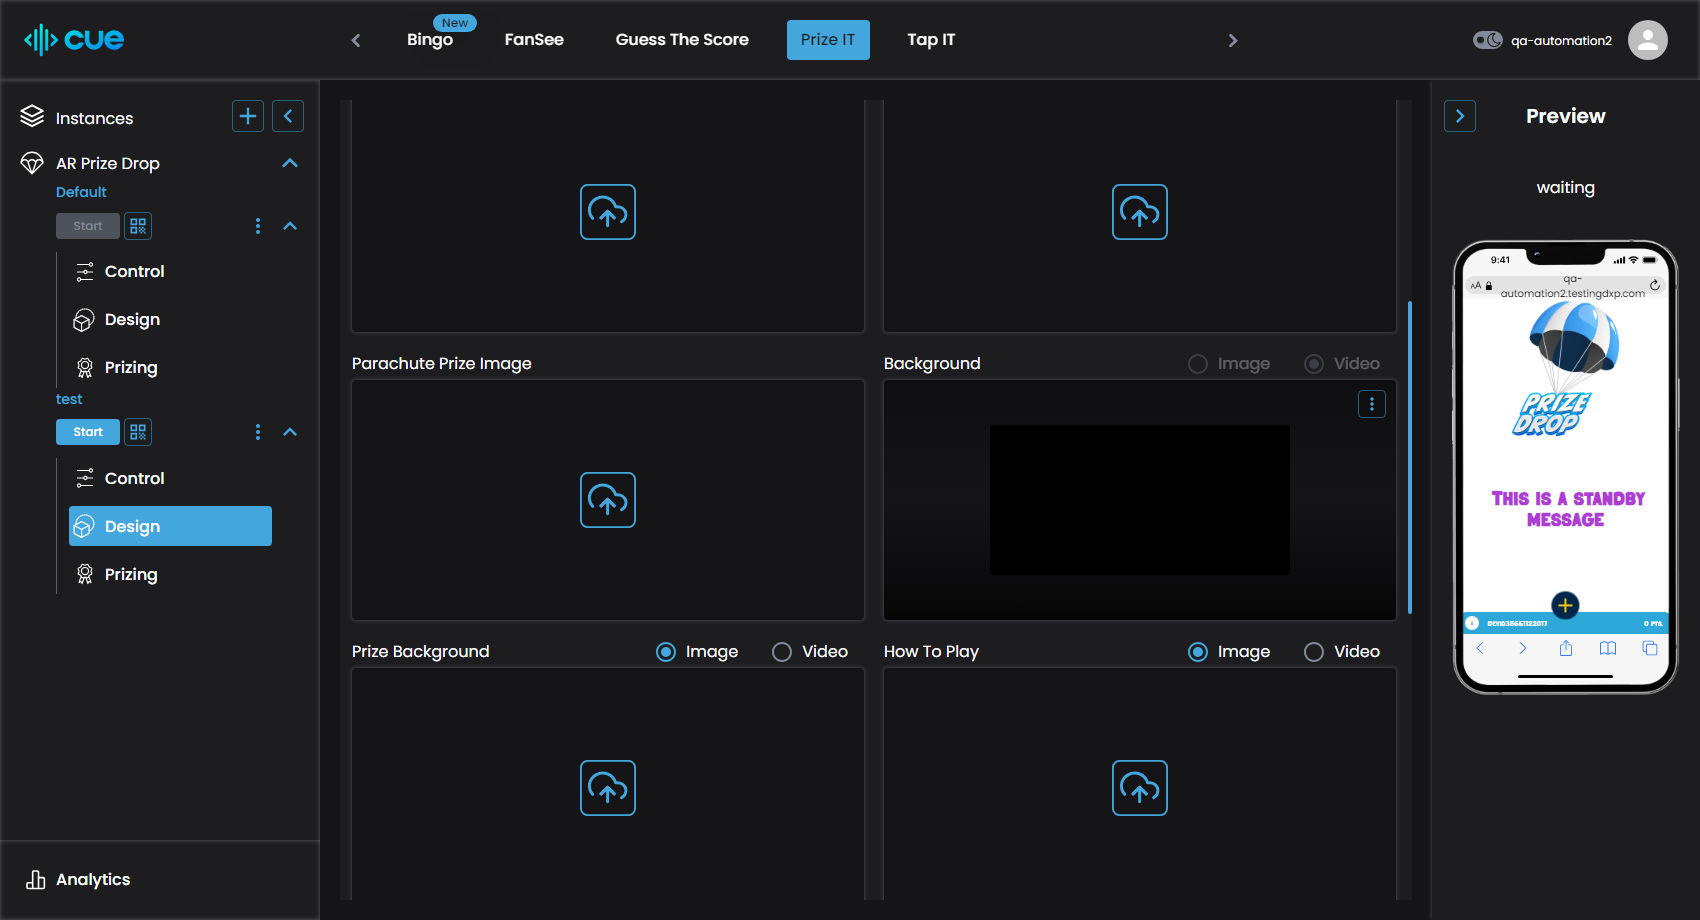 cue
New
Bingo
FanSee
Guess The Score
Prize IT
Tap IT
qa-automation2
Instances
AR Prize Drop
Default
Start
Control
Design
Prizing
test
Start
Control
Design
Prizing
Analytics
Parachute Prize Image
Background
Image
Video
Prize Background
Image
Video
How To Play
Image
Video
Preview
waiting
9:41
AA
qa-
automation2.testingdxp.com
PRIZE
DROP
THIS IS A STANDBY
MESSAGE
0 PTS.